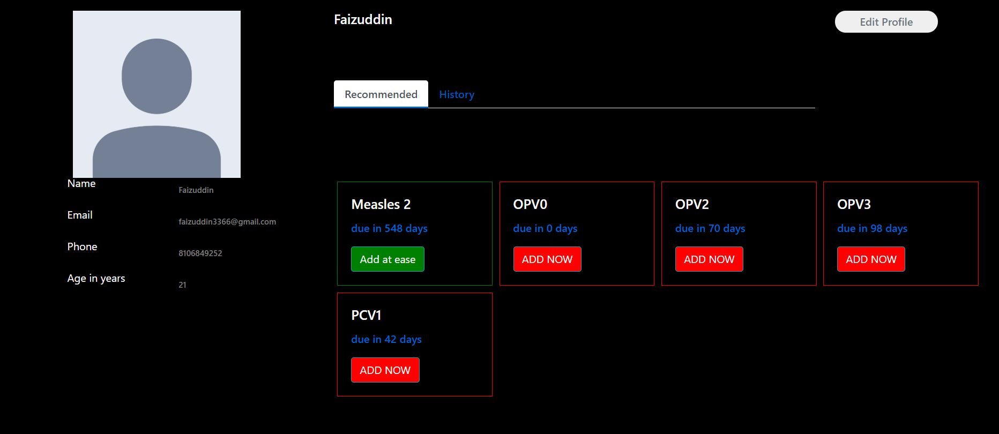 Faizuddin
Edit Profile
Recommended History
Name Faizuddin
Email faizuddin3366@gmail.com
Phone 8106849252
Age in years 21
Measles 2
due in 548 days
Add at ease
OPV0
due in 0 days
ADD NOW
OPV2
due in 70 days
ADD NOW
OPV3
due in 98 days
ADD NOW
PCV1
due in 42 days
ADD NOW